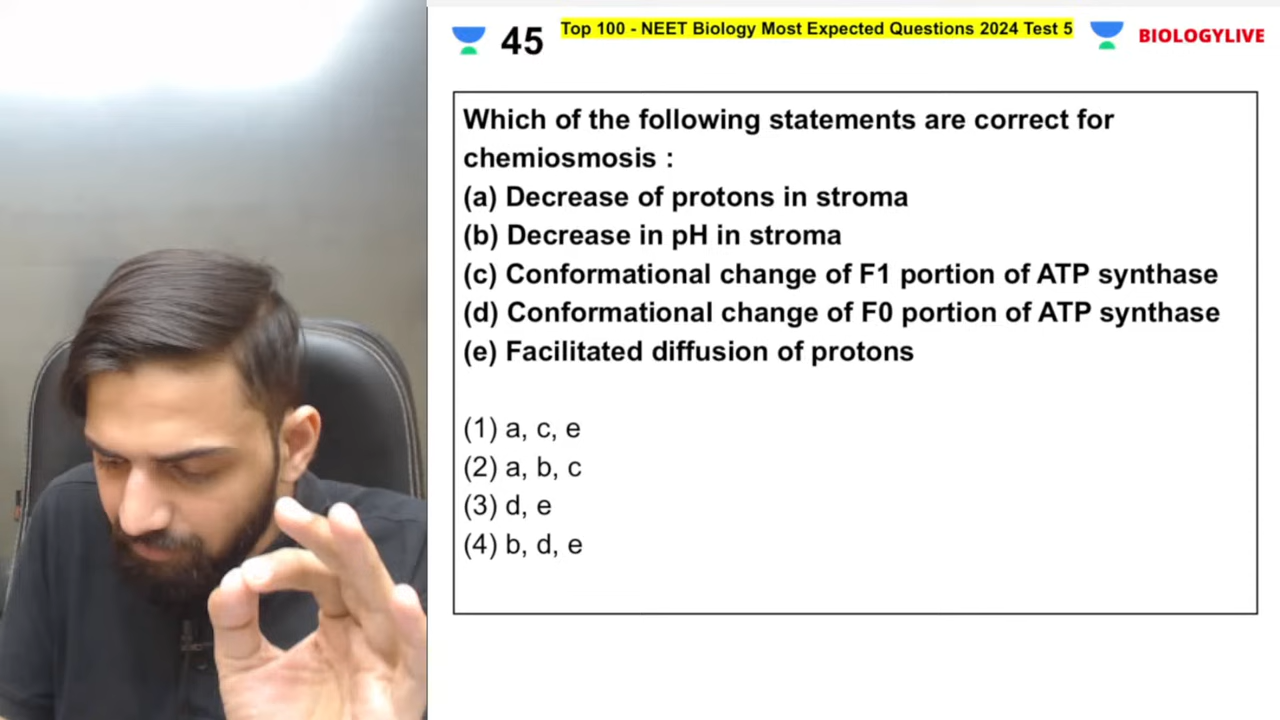 45
Top 100 - NEET Biology Most Expected Questions 2024 Test 5
BIOLOGYLIVE
Which of the following statements are correct for
chemiosmosis :
(a) Decrease of protons in stroma
(b) Decrease in pH in stroma
(c) Conformational change of F1 portion of ATP synthase
(d) Conformational change of F0 portion of ATP synthase
(e) Facilitated diffusion of protons
(1) a, c, e
(2) a, b, c
(3) d, e
(4) b, d, e